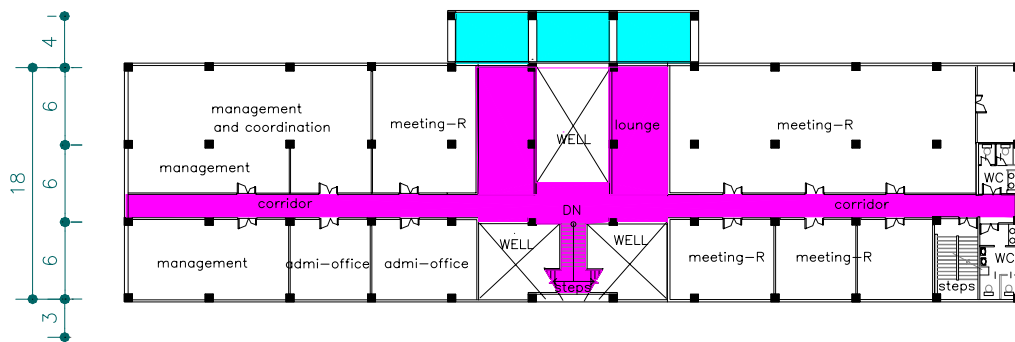 4
6
6
6
18
3
management
and coordination
meeting-R
WELL
lounge
meeting-R
management
WC
corridor
DN
corridor
management
admi-office
admi-office
WELL
WELL
meeting-R
meeting-R
steps
steps
WC